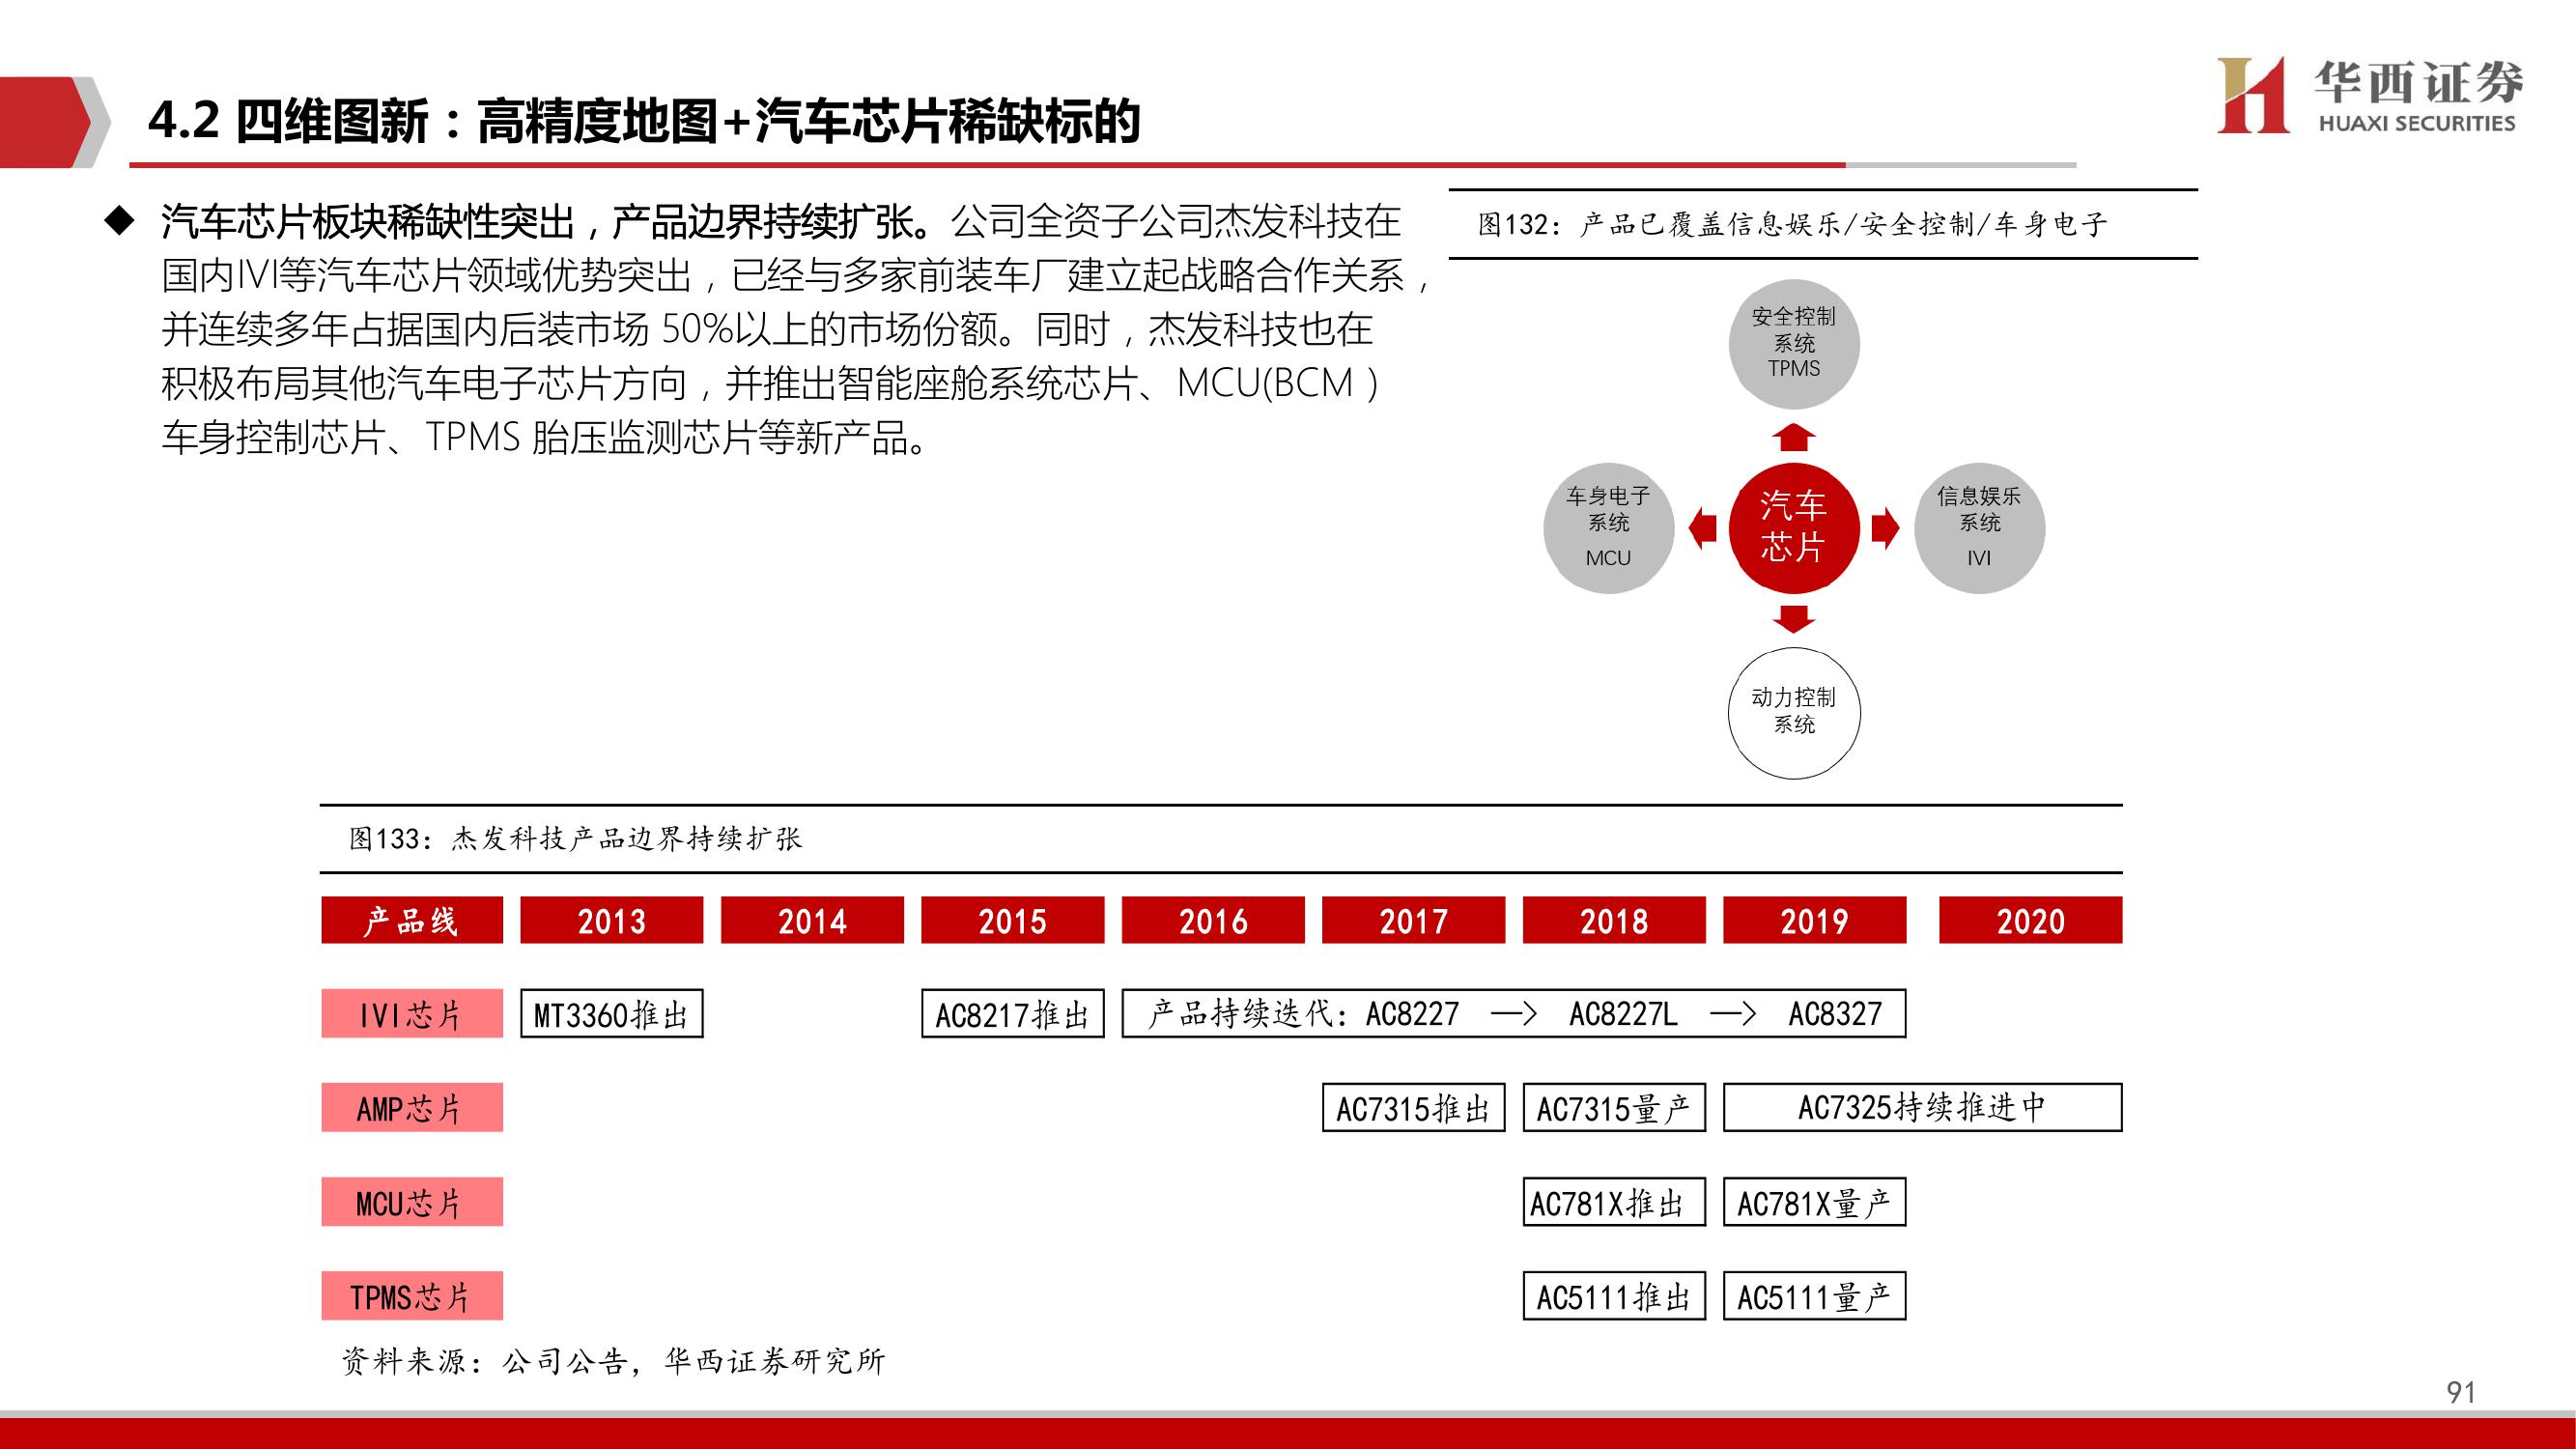 4.2 四维图新：高精度地图+汽车芯片稀缺标的
华西证券
HUAXI SECURITIES
◆ 汽车芯片板块稀缺性突出，产品边界持续扩张。公司全资子公司杰发科技在
国内IVI等汽车芯片领域优势突出，已经与多家前装车厂建立起战略合作关系，
并连续多年占据国内后装市场 50%以上的市场份额。同时，杰发科技也在
积极布局其他汽车电子芯片方向，并推出智能座舱系统芯片、MCU(BCM）
车身控制芯片、TPMS 胎压监测芯片等新产品。
图132：产品已覆盖信息娱乐/安全控制/车身电子
安全控制
系统
TPMS
车身电子
系统
MCU
汽车
芯片
信息娱乐
系统
IVI
动力控制
系统
图133：杰发科技产品边界持续扩张
产品线 2013 2014 2015 2016 2017 2018 2019 2020
IVI芯片 MT3360推出 AC8217推出 产品持续迭代：AC8227 —> AC8227L —> AC8327
AMP芯片 AC7315推出 AC7315量产 AC7325持续推进中
MCU芯片 AC781X推出 AC781X量产
TPMS芯片 AC5111推出 AC5111量产
资料来源：公司公告，华西证券研究所
91